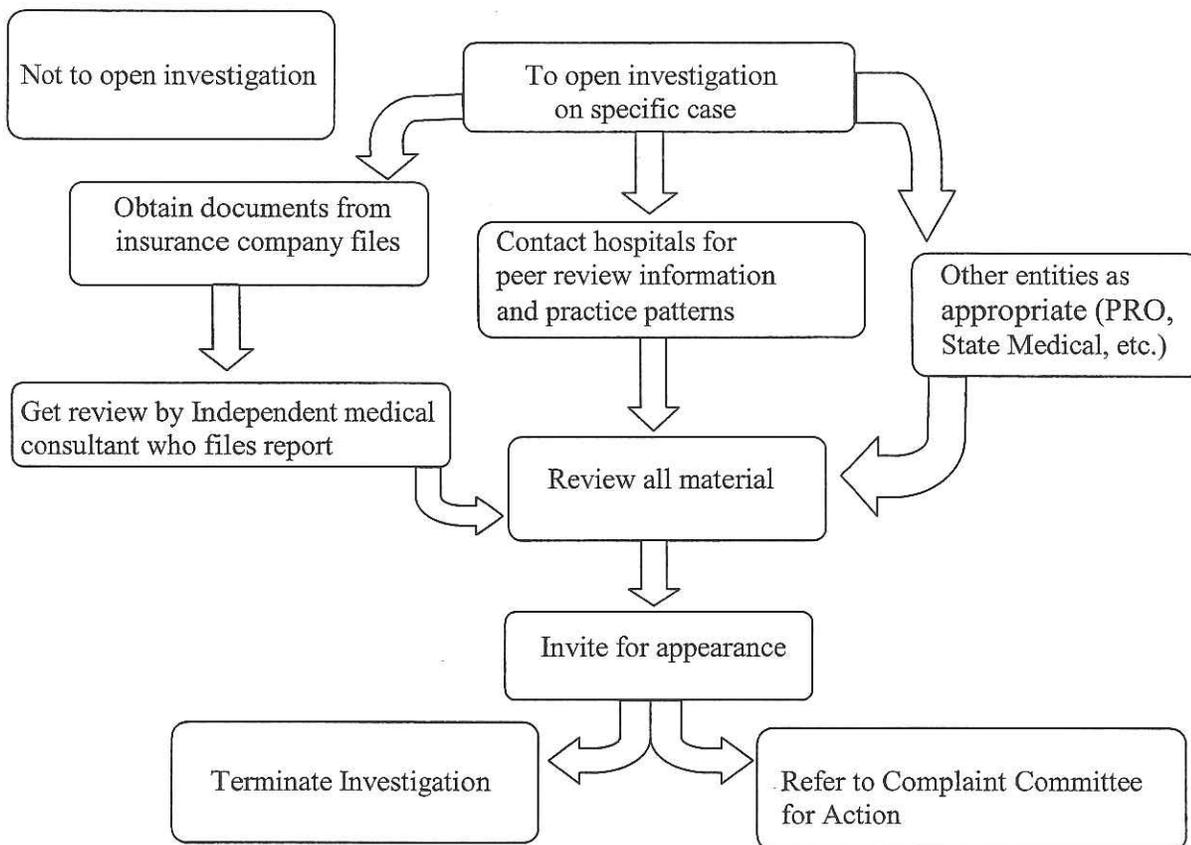 Not to open investigation
To open investigation
on specific case
Obtain documents from
insurance company files
Contact hospitals for
peer review information
and practice patterns
Other entities as
appropriate (PRO,
State Medical, etc.)
Get review by Independent medical
consultant who files report
Review all material
Invite for appearance
Terminate Investigation
Refer to Complaint Committee
for Action